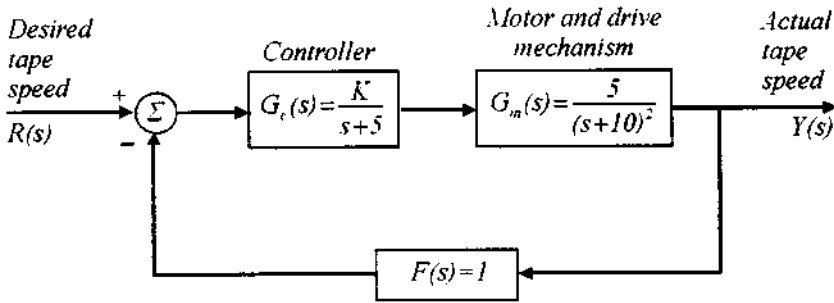 Desired
tape
speed
R(s)
+
−
Σ
Controller
G_c(s) = K / (s+5)
Motor and drive
mechanism
G_m(s) = 5 / (s+10)²
Actual
tape
speed
Y(s)
F(s) = 1